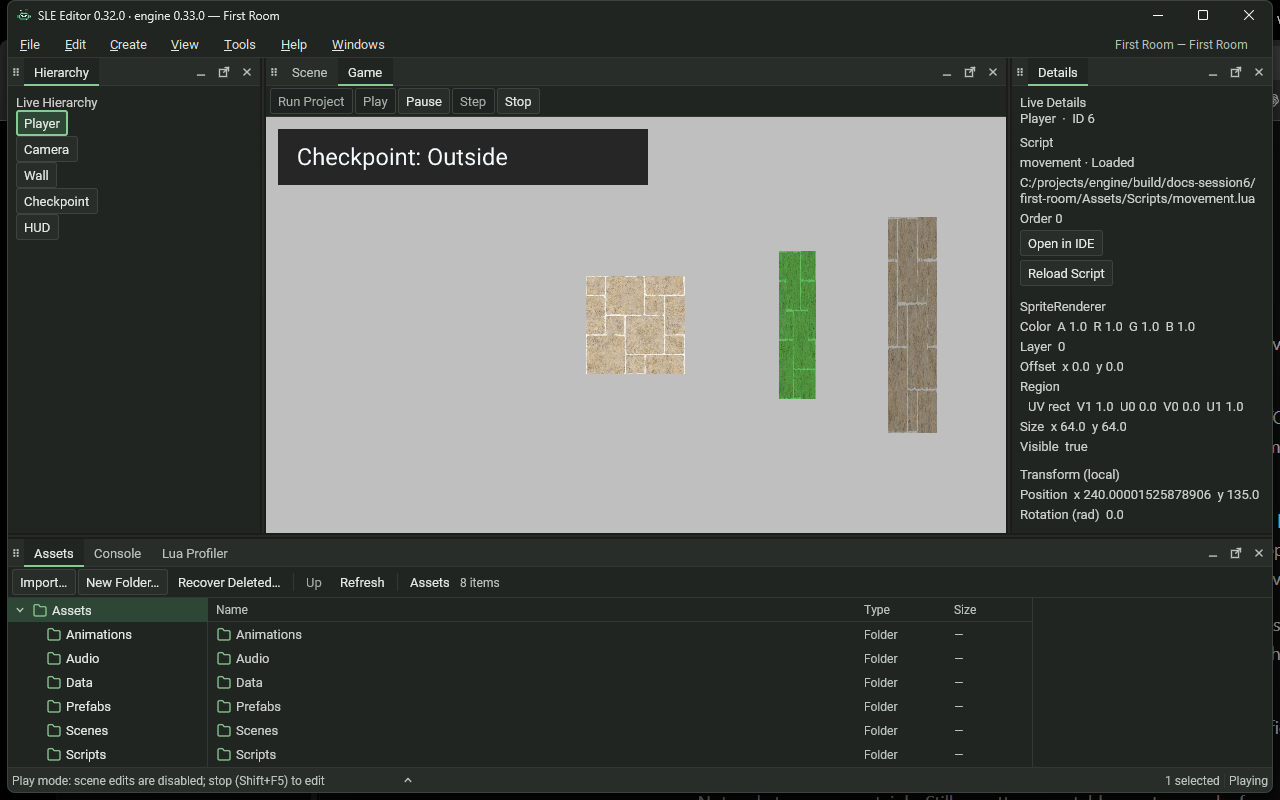 SLE Editor 0.32.0 · engine 0.33.0 — First Room
File Edit Create View Tools Help Windows First Room — First Room
Hierarchy
Live Hierarchy
Player
Camera
Wall
Checkpoint
HUD
Scene Game
Run Project Play Pause Step Stop
Checkpoint: Outside
Details
Live Details
Player · ID 6
Script
movement · Loaded
C:/projects/engine/build/docs-session6/
first-room/Assets/Scripts/movement.lua
Order 0
Open in IDE
Reload Script
SpriteRenderer
Color A 1.0 R 1.0 G 1.0 B 1.0
Layer 0
Offset x 0.0 y 0.0
Region
UV rect V1 1.0 U0 0.0 V0 0.0 U1 1.0
Size x 64.0 y 64.0
Visible true
Transform (local)
Position x 240.00001525878906 y 135.0
Rotation (rad) 0.0
Assets Console Lua Profiler
Import... New Folder... Recover Deleted... Up Refresh Assets 8 items
Assets
Animations
Audio
Data
Prefabs
Scenes
Scripts
Name Type Size
Animations Folder —
Audio Folder —
Data Folder —
Prefabs Folder —
Scenes Folder —
Scripts Folder —
Play mode: scene edits are disabled; stop (Shift+F5) to edit 1 selected Playing